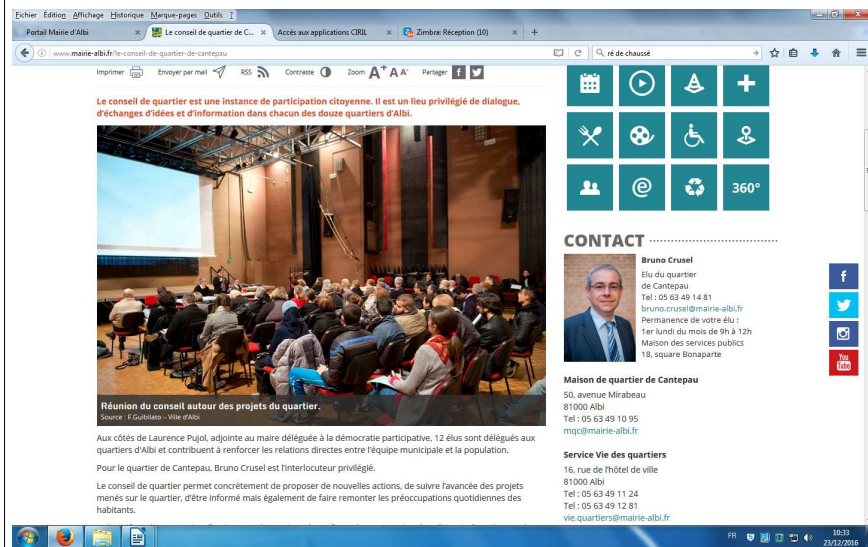 Fichier Édition Affichage Historique Marque-pages Outils ?
Portail Mairie d'Albi × Le conseil de quartier de C... × Accès aux applications CIRIL × Zimbra: Réception (10) × +
www.mairie-albi.fr/le-conseil-de-quartier-de-cantepau
ré de chaussé
Imprimer Envoyer par mail RSS Contraste Zoom A+ A A- Partager
Le conseil de quartier est une instance de participation citoyenne. Il est un lieu privilégié de dialogue,
d'échanges d'idées et d'information dans chacun des douze quartiers d'Albi.
Réunion du conseil autour des projets du quartier.
Source : F.Guibilato – Ville d'Albi
Aux côtés de Laurence Pujol, adjointe au maire déléguée à la démocratie participative, 12 élus sont délégués aux
quartiers d'Albi et contribuent à renforcer les relations directes entre l'équipe municipale et la population.
Pour le quartier de Cantepau, Bruno Crusel est l'interlocuteur privilégié.
Le conseil de quartier permet concrètement de proposer de nouvelles actions, de suivre l'avancée des projets
menés sur le quartier, d'être informé mais également de faire remonter les préoccupations quotidiennes des
habitants.
360°
CONTACT
Bruno Crusel
Elu du quartier
de Cantepau
Tel : 05 63 49 14 81
bruno.crusel@mairie-albi.fr
Permanence de votre élu :
1er lundi du mois de 9h à 12h
Maison des services publics
18, square Bonaparte
Maison de quartier de Cantepau
50, avenue Mirabeau
81000 Albi
Tel : 05 63 49 10 95
mqc@mairie-albi.fr
Service Vie des quartiers
16, rue de l'hôtel de ville
81000 Albi
Tel : 05 63 49 11 24
Tel : 05 63 49 12 81
vie.quartiers@mairie-albi.fr
You
Tube
FR
10:33
23/12/2016